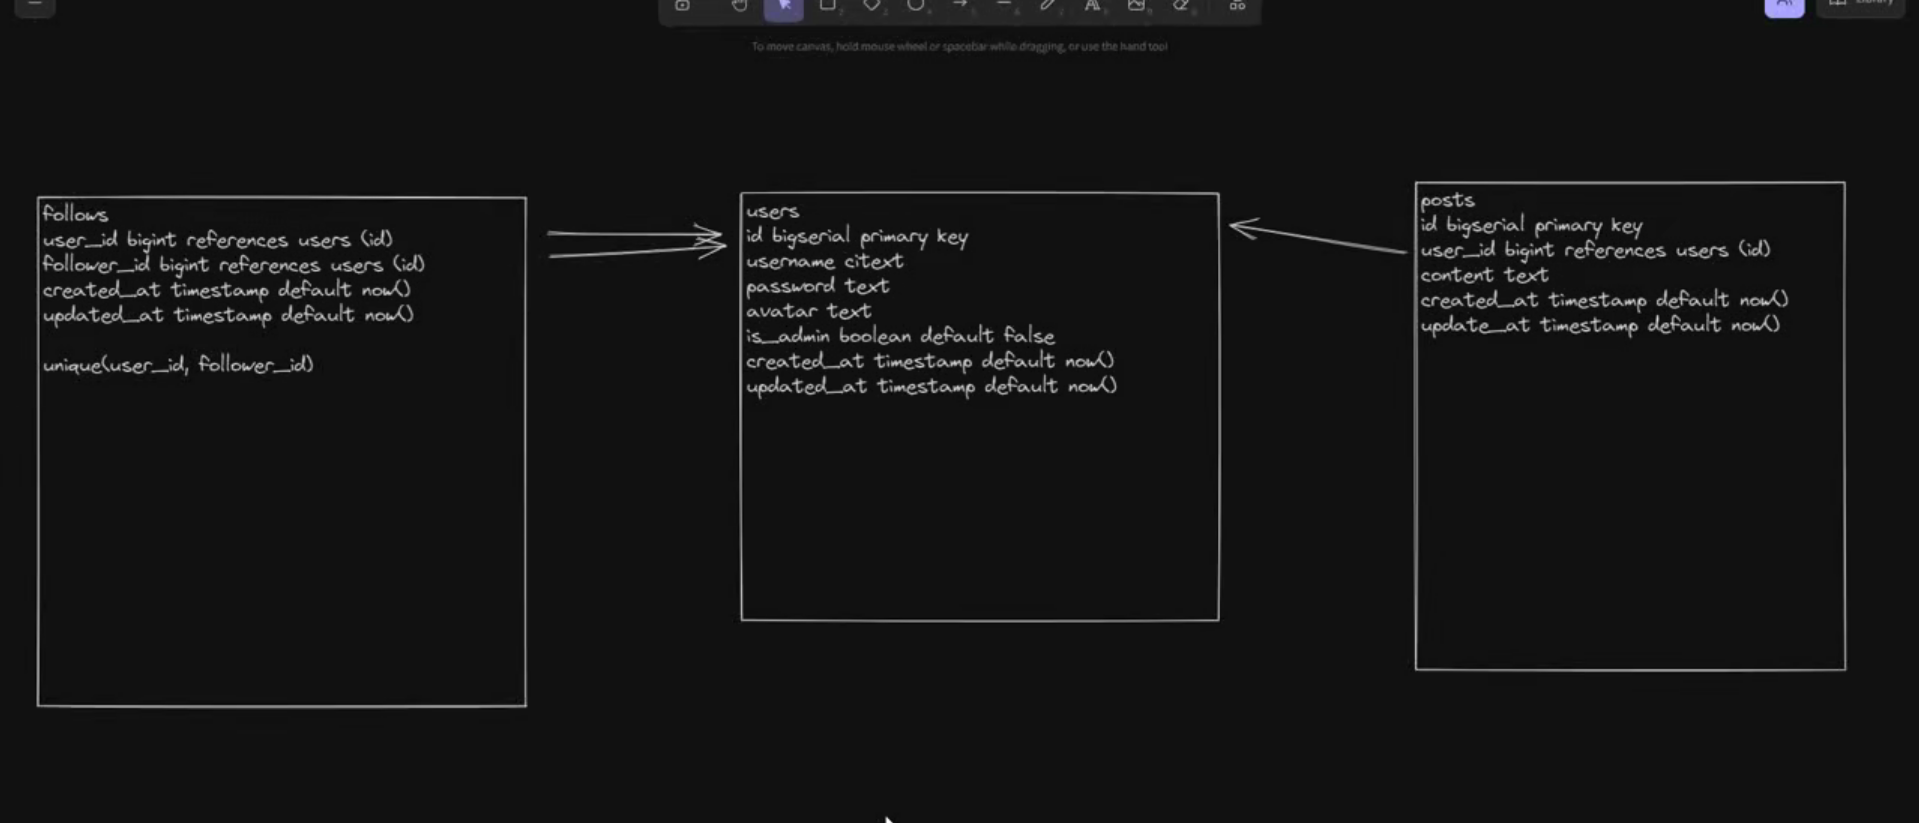 To move canvas, hold mouse wheel or spacebar while dragging, or use the hand tool
Library
follows
user_id bigint references users (id)
follower_id bigint references users (id)
created_at timestamp default now()
updated_at timestamp default now()
unique(user_id, follower_id)
users
id bigserial primary key
username citext
password text
avatar text
is_admin boolean default false
created_at timestamp default now()
updated_at timestamp default now()
posts
id bigserial primary key
user_id bigint references users (id)
content text
created_at timestamp default now()
update_at timestamp default now()